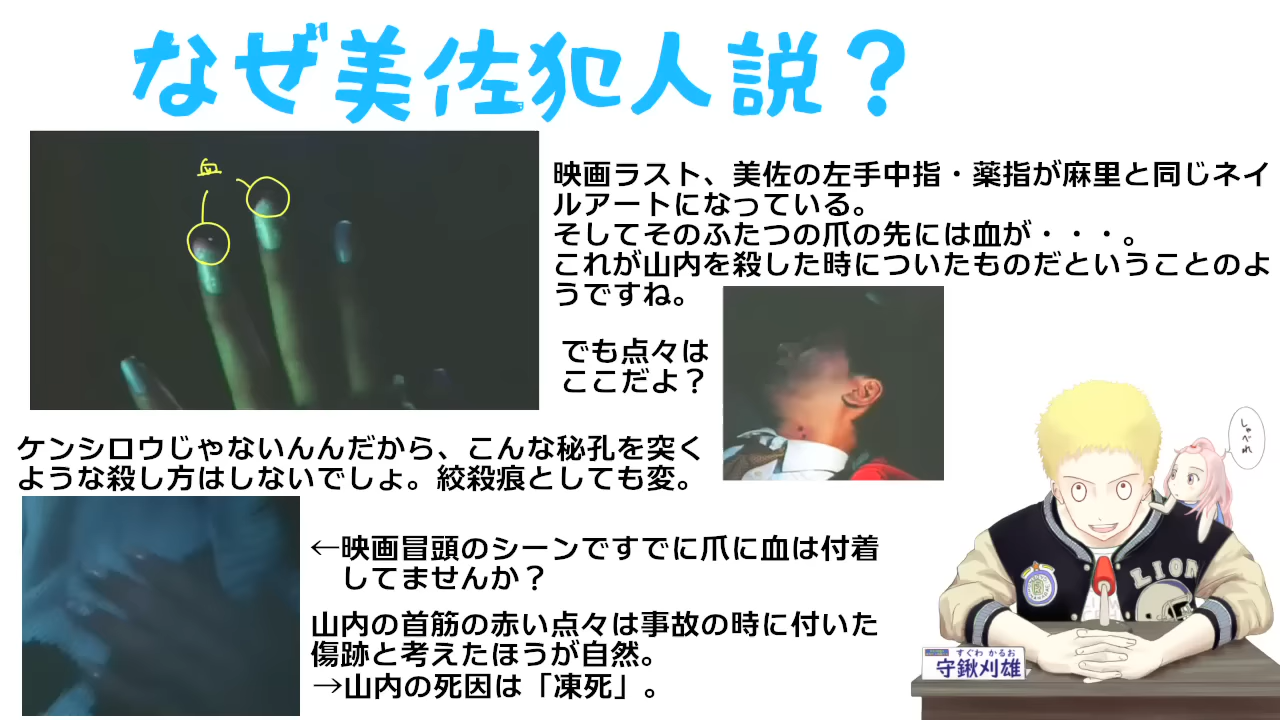 なぜ美佐犯人説？
血
映画ラスト、美佐の左手中指・薬指が麻里と同じネイ
ルアートになっている。
そしてそのふたつの爪の先には血が・・・。
これが山内を殺した時についたものだということのよ
うですね。
でも点々は
ここだよ？
ケンシロウじゃないんんだから、こんな秘孔を突く
ような殺し方はしないでしょ。絞殺痕としても変。
←映画冒頭のシーンですでに爪に血は付着
してませんか？
山内の首筋の赤い点々は事故の時に付いた
傷跡と考えたほうが自然。
→山内の死因は「凍死」。
しゃべれ
LION
すぐわ かるお
守鍬刈雄